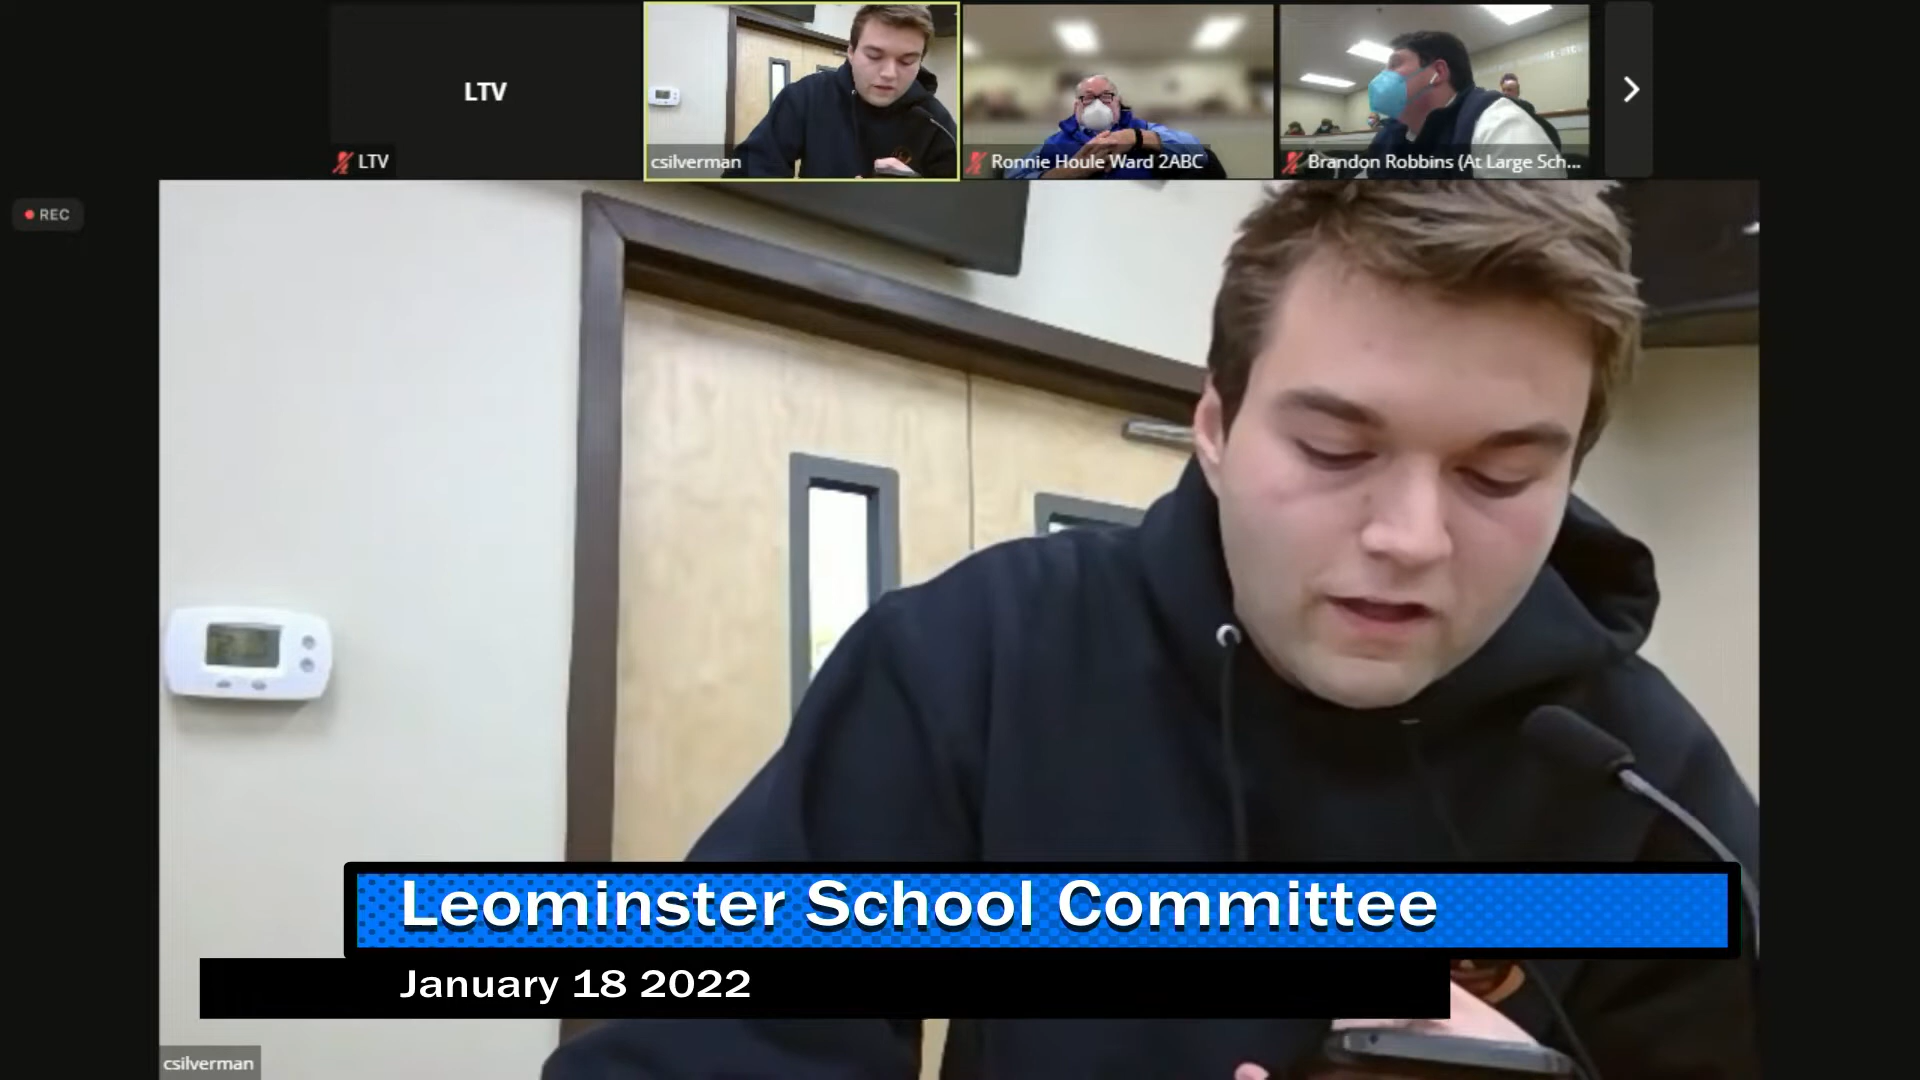 LTV
LTV
csilverman
Ronnie Houle Ward 2ABC
Brandon Robbins (At Large Sch...
REC
Leominster School Committee
January 18 2022
csilverman